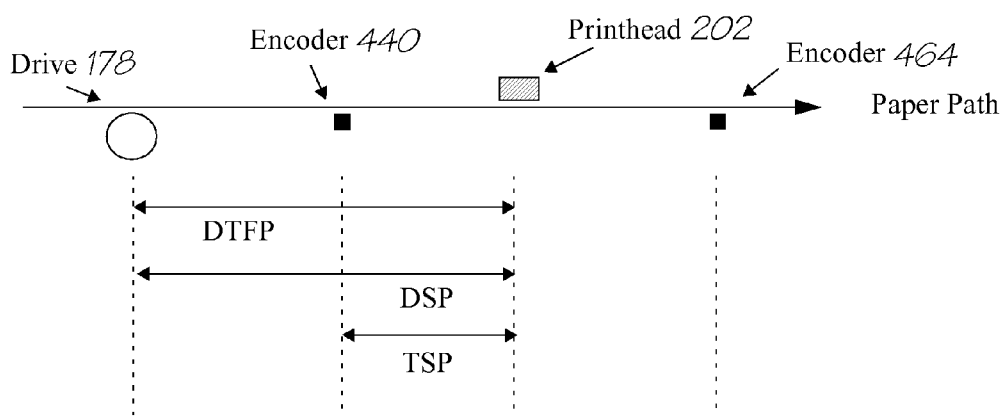 Printhead 202
Encoder 440
Encoder 464
Drive 178
Paper Path
DTFP
DSP
TSP